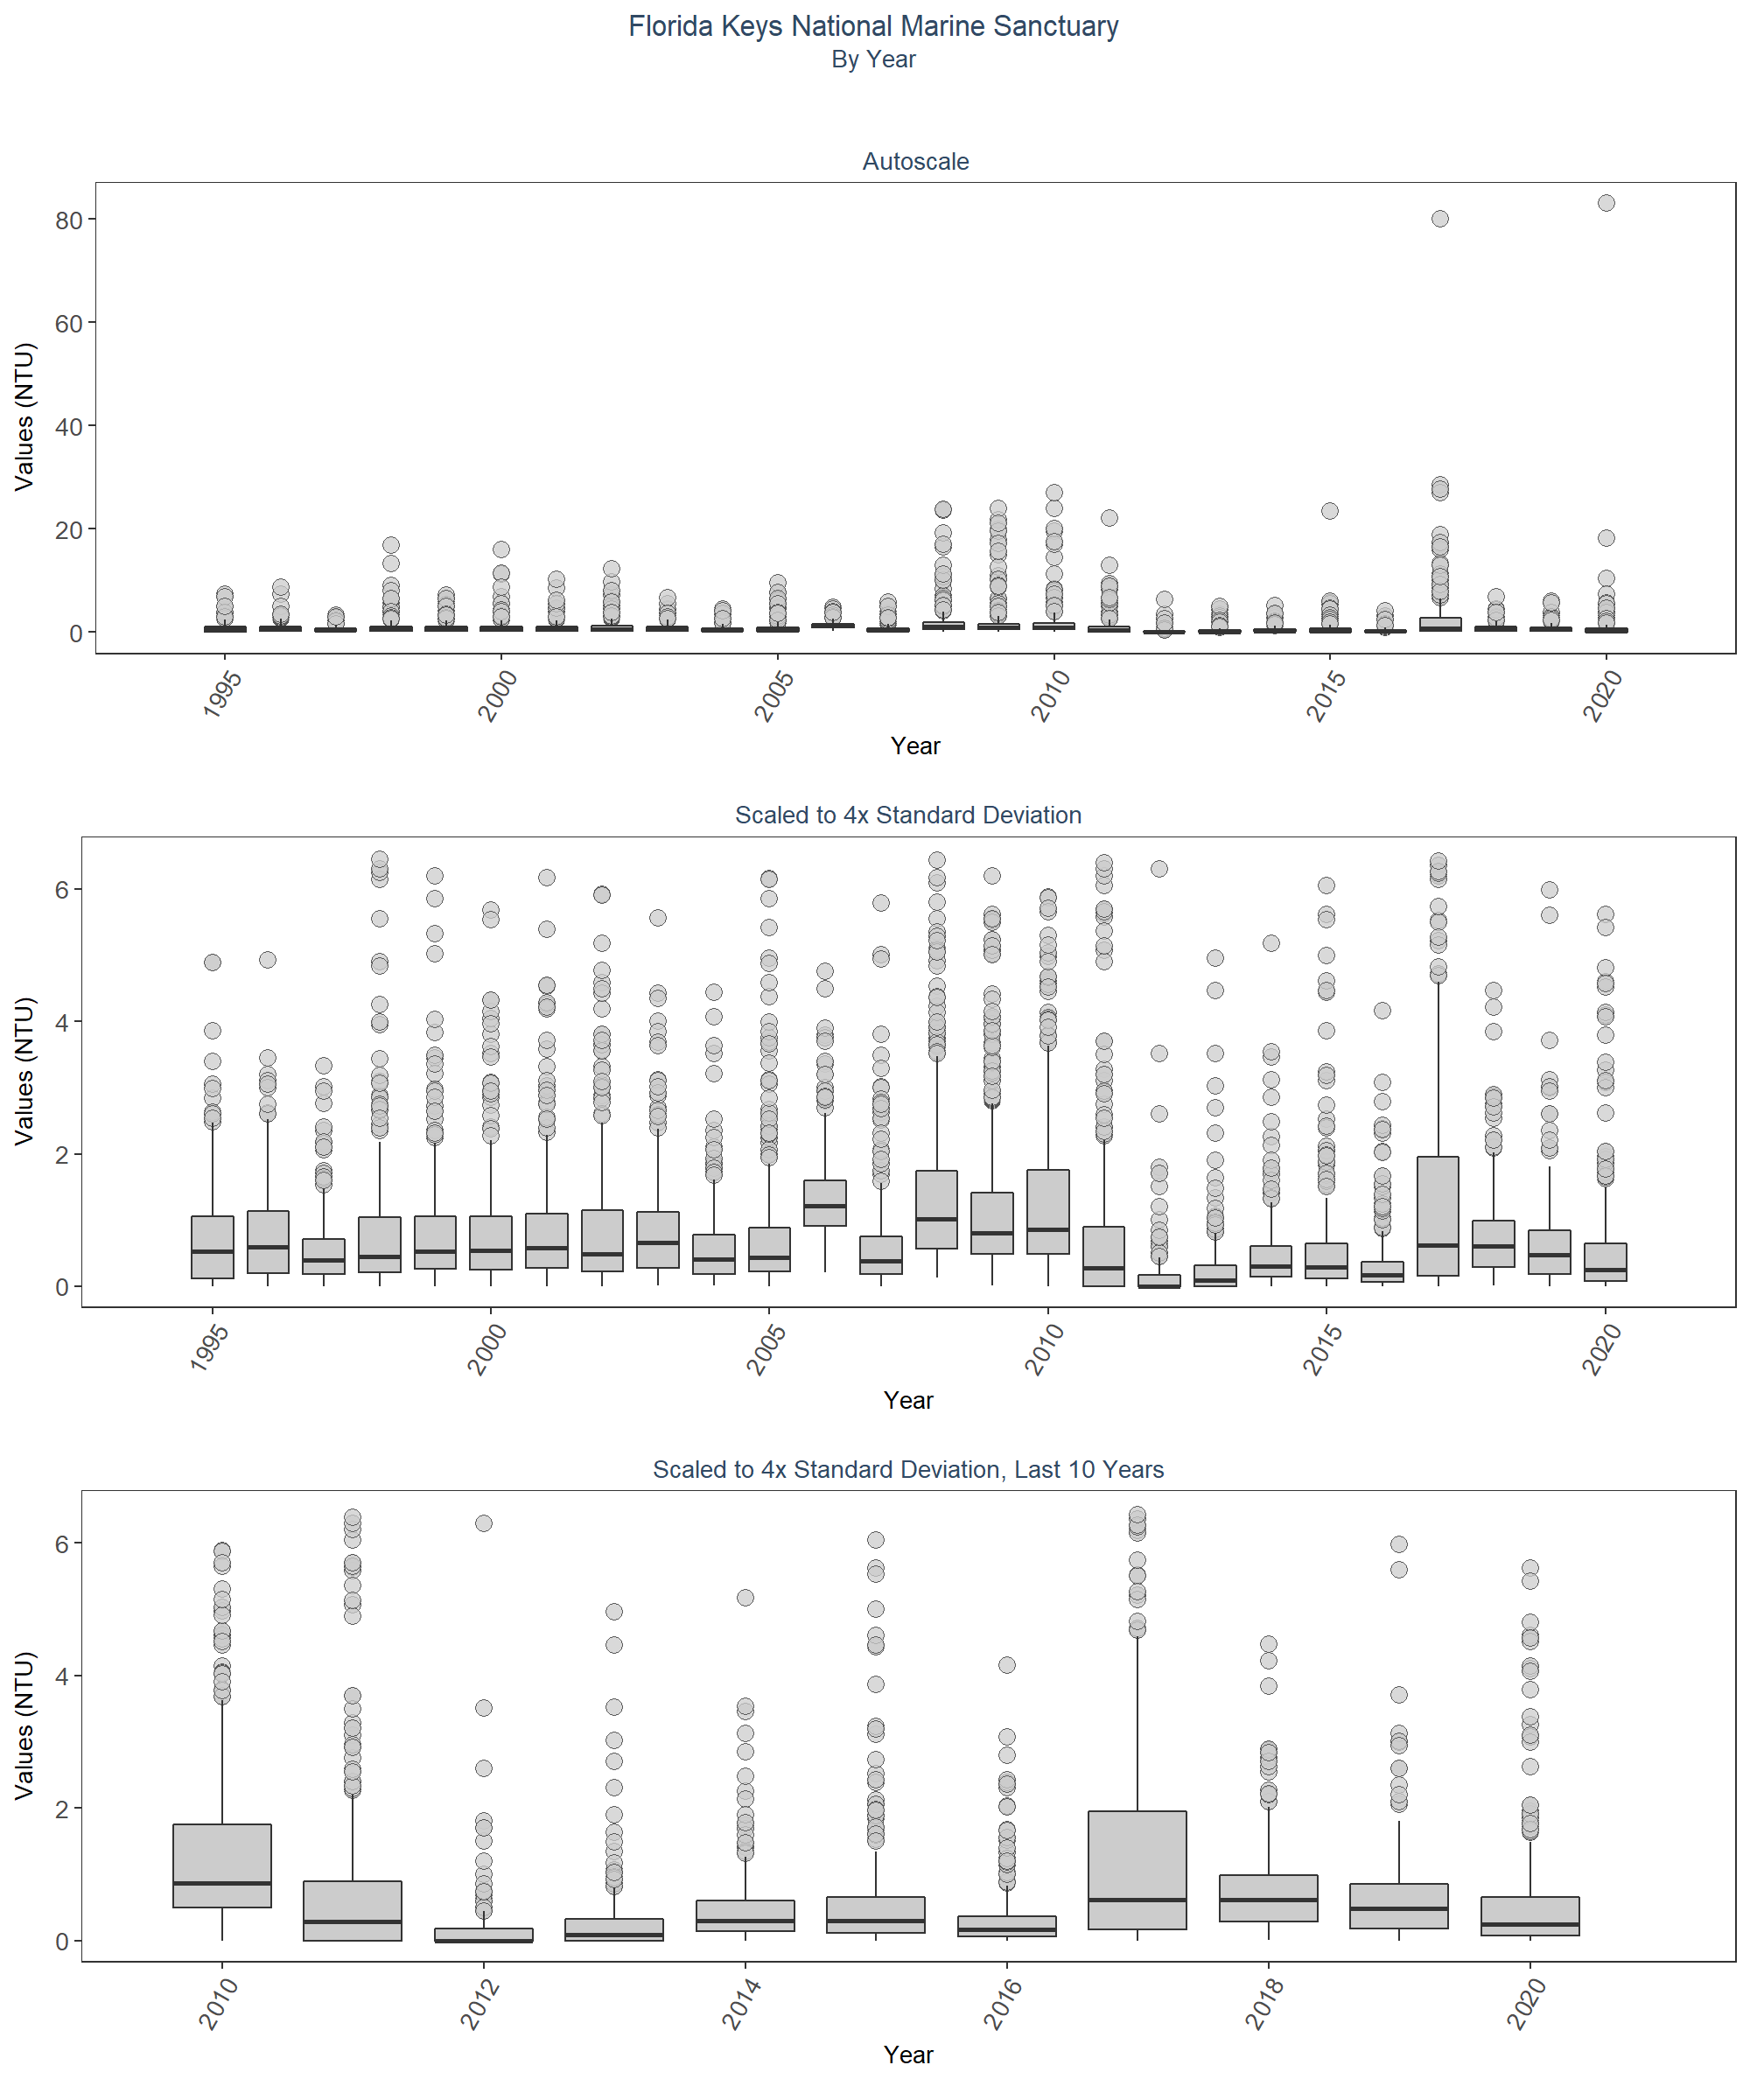 Florida Keys National Marine Sanctuary
By Year
Autoscale
Values (NTU)
80
60
40
20
0
1995
2000
2005
2010
2015
2020
Year
Scaled to 4x Standard Deviation
Values (NTU)
6
4
2
0
1995
2000
2005
2010
2015
2020
Year
Scaled to 4x Standard Deviation, Last 10 Years
Values (NTU)
6
4
2
0
2010
2012
2014
2016
2018
2020
Year